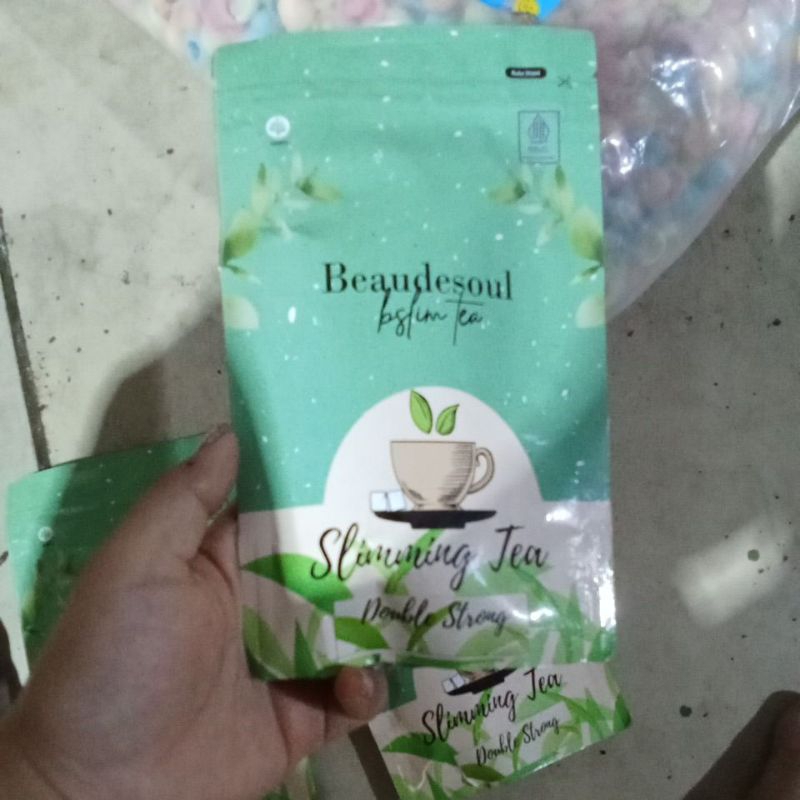 Beaudesoul
bslim tea
Slimming Tea
Double Strong
Slimming Tea
Double Strong